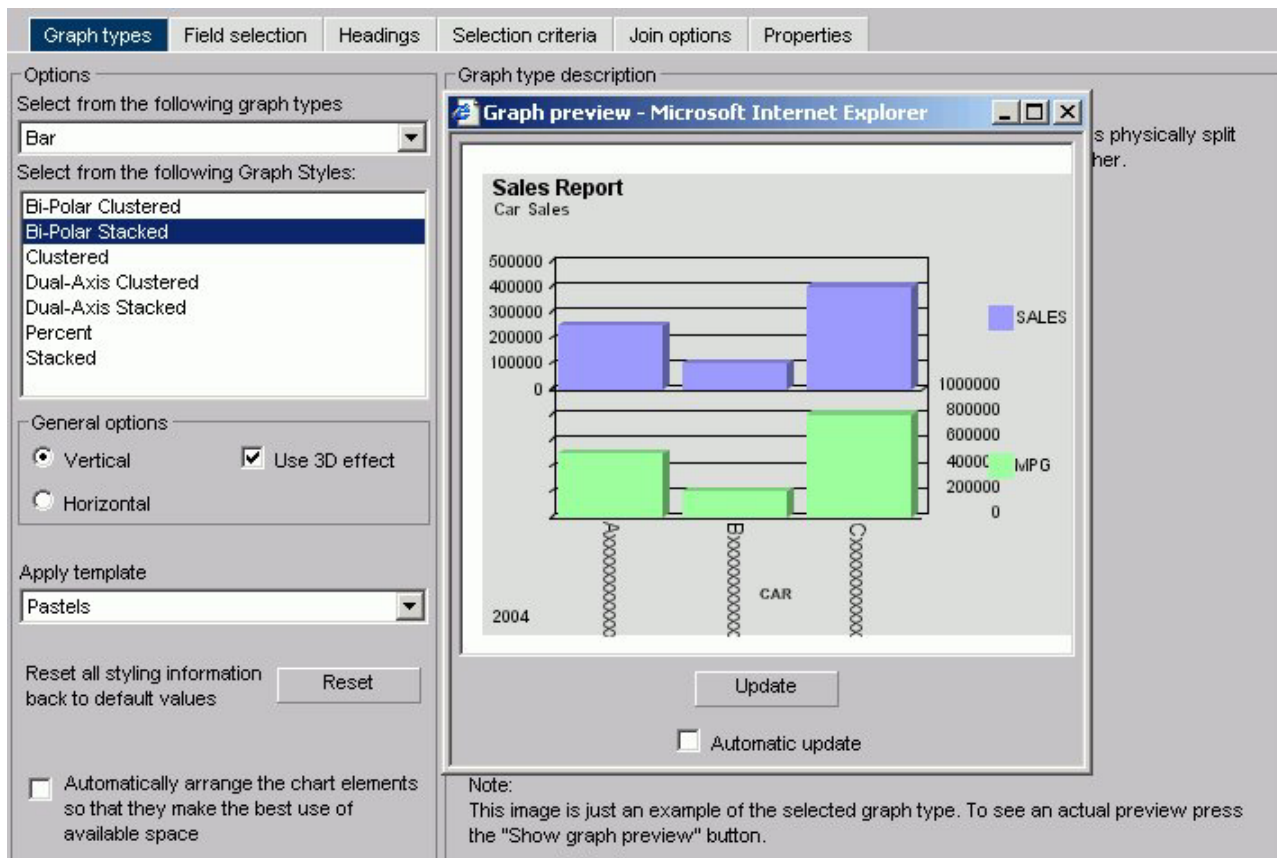 Graph types
Field selection
Headings
Selection criteria
Join options
Properties
Options
Select from the following graph types
Bar
Select from the following Graph Styles:
Bi-Polar Clustered
Bi-Polar Stacked
Clustered
Dual-Axis Clustered
Dual-Axis Stacked
Percent
Stacked
General options
Vertical
Use 3D effect
Horizontal
Apply template
Pastels
Reset all styling information
back to default values
Reset
Automatically arrange the chart elements
so that they make the best use of
available space
Graph type description
s physically split
her.
Graph preview - Microsoft Internet Explorer
Sales Report
Car Sales
500000
400000
300000
200000
100000
0
SALES
1000000
800000
600000
40000
200000
0
MPG
CAR
2004
Update
Automatic update
Note:
This image is just an example of the selected graph type. To see an actual preview press
the "Show graph preview" button.